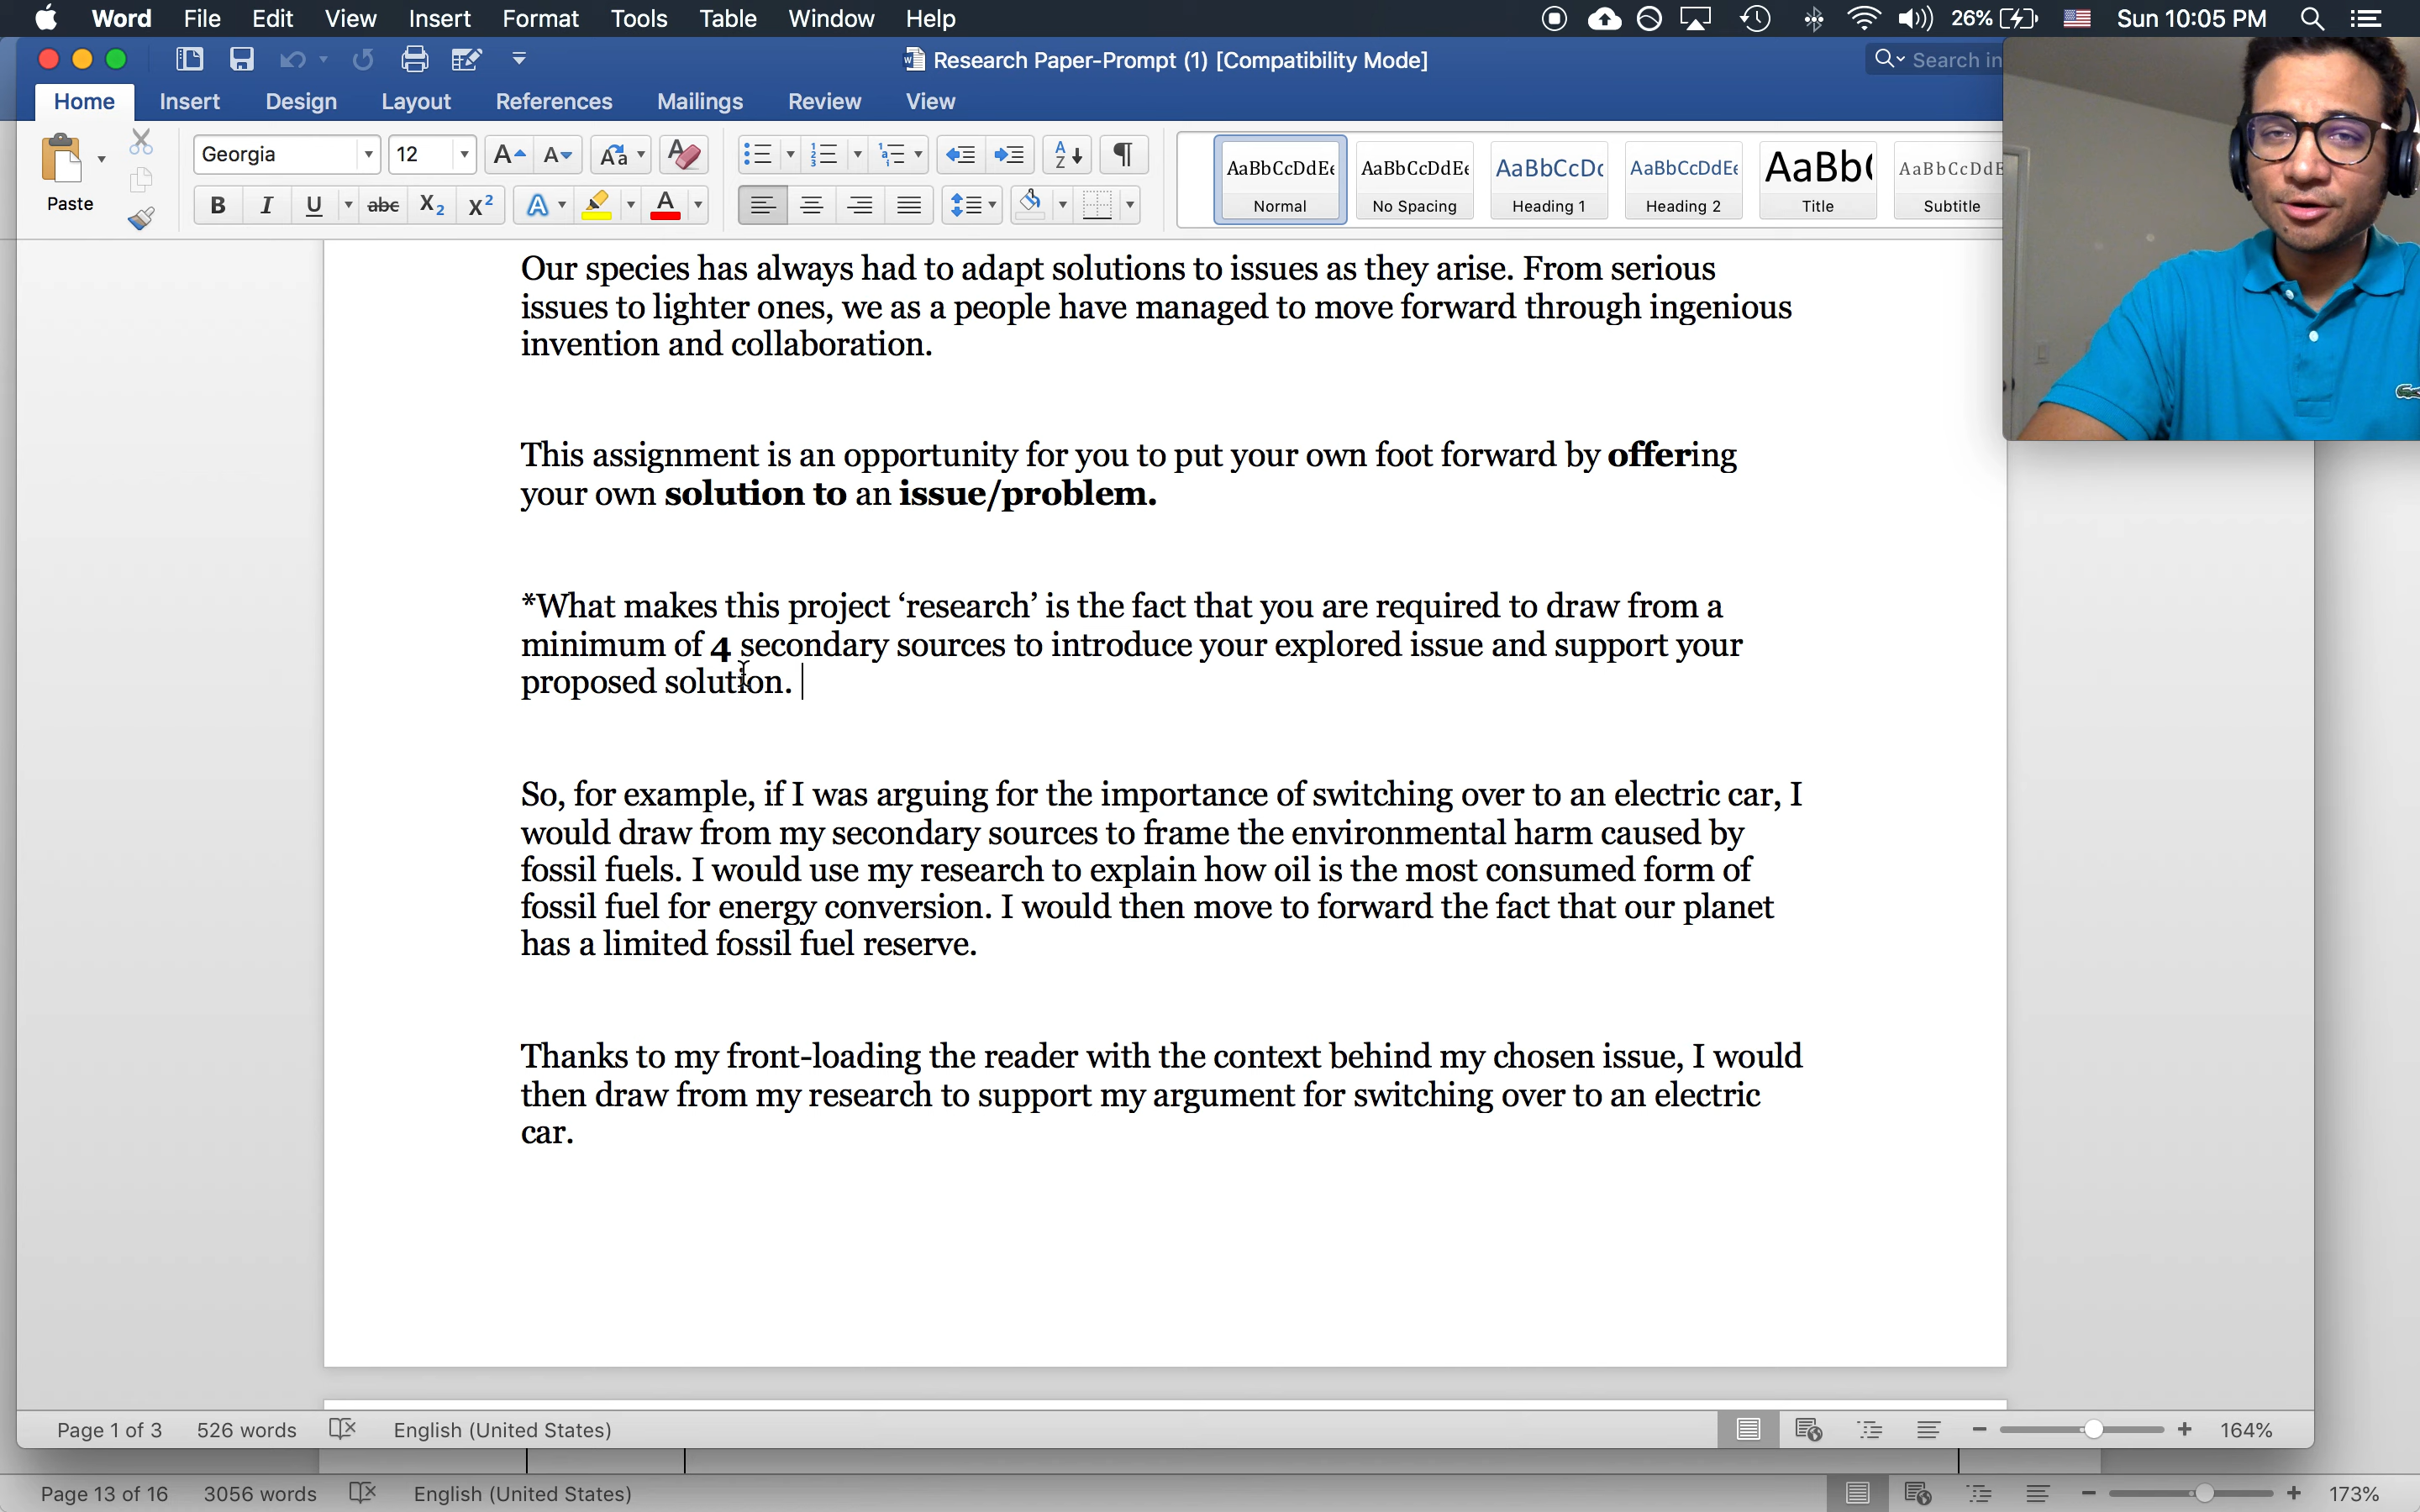 Word File Edit View Insert Format Tools Table Window Help 26% Sun 10:05 PM
Research Paper-Prompt (1) [Compatibility Mode] Search in
Home Insert Design Layout References Mailings Review View
Paste Georgia 12
AaBbCcDdEe AaBbCcDdEe AaBbCcDc AaBbCcDdEe AaBb( AaBbCcDdE
Normal No Spacing Heading 1 Heading 2 Title Subtitle
Our species has always had to adapt solutions to issues as they arise. From serious
issues to lighter ones, we as a people have managed to move forward through ingenious
invention and collaboration.
This assignment is an opportunity for you to put your own foot forward by offering
your own solution to an issue/problem.
*What makes this project ‘research’ is the fact that you are required to draw from a
minimum of 4 secondary sources to introduce your explored issue and support your
proposed solution.
So, for example, if I was arguing for the importance of switching over to an electric car, I
would draw from my secondary sources to frame the environmental harm caused by
fossil fuels. I would use my research to explain how oil is the most consumed form of
fossil fuel for energy conversion. I would then move to forward the fact that our planet
has a limited fossil fuel reserve.
Thanks to my front-loading the reader with the context behind my chosen issue, I would
then draw from my research to support my argument for switching over to an electric
car.
Page 1 of 3 526 words English (United States) 164%
Page 13 of 16 3056 words English (United States) 173%